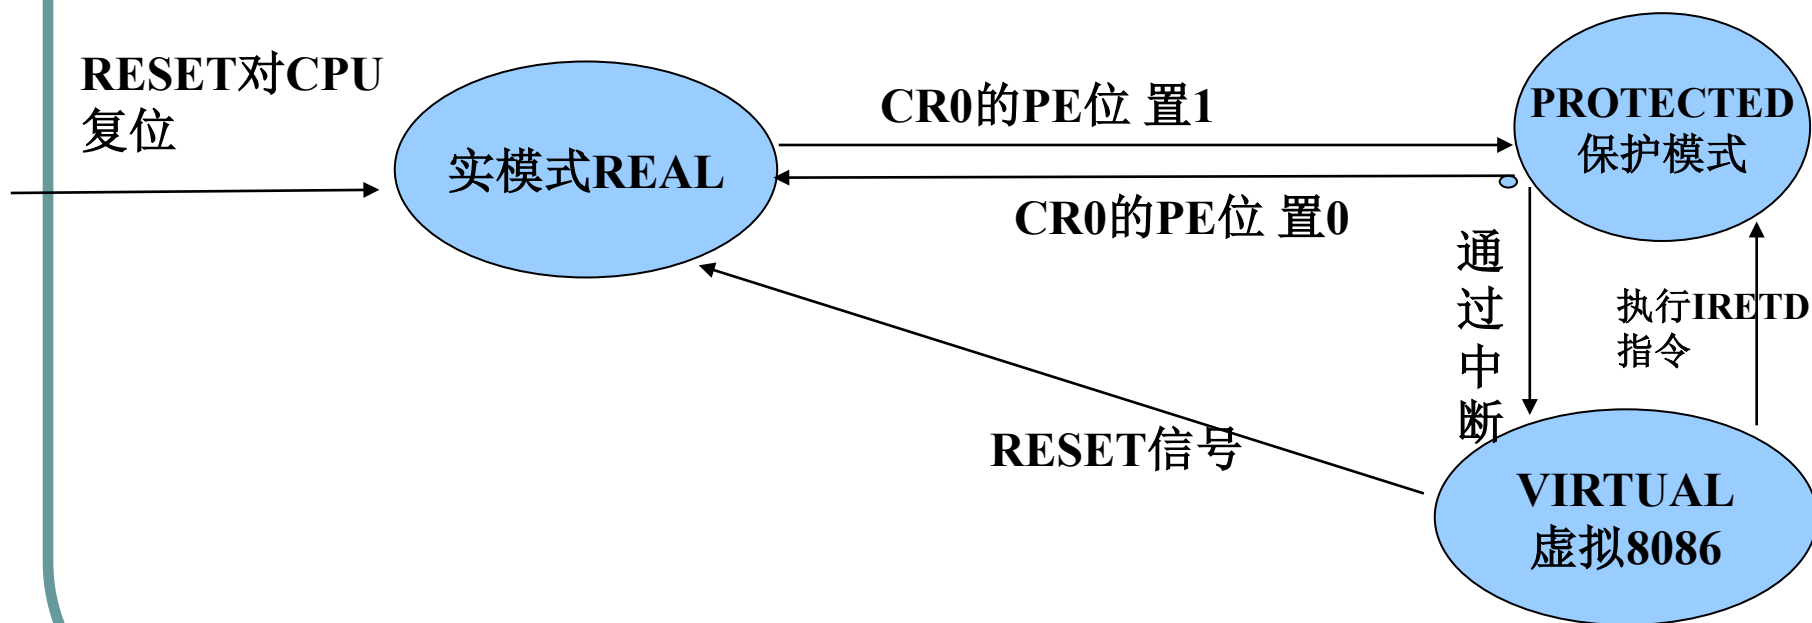 RESET对CPU
复位
实模式REAL
CR0的PE位 置1
CR0的PE位 置0
PROTECTED
保护模式
通
过
中
断
执行IRETD
指令
RESET信号
VIRTUAL
虚拟8086